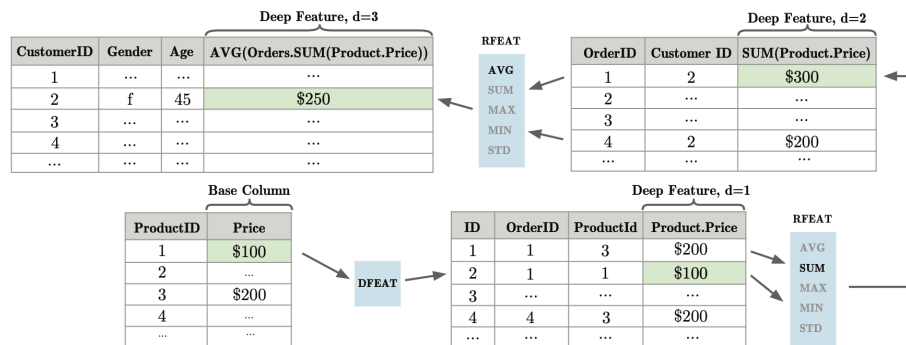 Deep Feature, d=3
CustomerID Gender Age AVG(Orders.SUM(Product.Price))
1 ... ... ...
2 f 45 $250
3 ... ... ...
4 ... ... ...
... ... ... ...
RFEAT
AVG
SUM
MAX
MIN
STD
Deep Feature, d=2
OrderID Customer ID SUM(Product.Price)
1 2 $300
2 ... ...
3 ... ...
4 2 $200
... ... ...
Base Column
ProductID Price
1 $100
2 ...
3 $200
4 ...
... ...
DFEAT
Deep Feature, d=1
ID OrderID ProductId Product.Price
1 1 3 $200
2 1 1 $100
3 ... ... ...
4 4 3 $200
... ... ... ...
RFEAT
AVG
SUM
MAX
MIN
STD